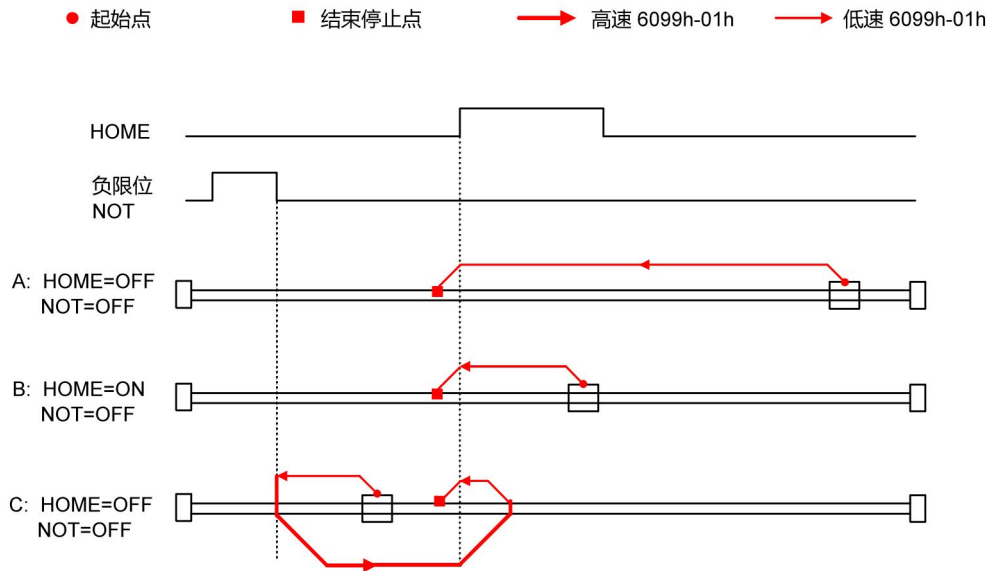 起始点 结束停止点 高速 6099h-01h 低速 6099h-01h
HOME
负限位
NOT
A: HOME=OFF
NOT=OFF
B: HOME=ON
NOT=OFF
C: HOME=OFF
NOT=OFF